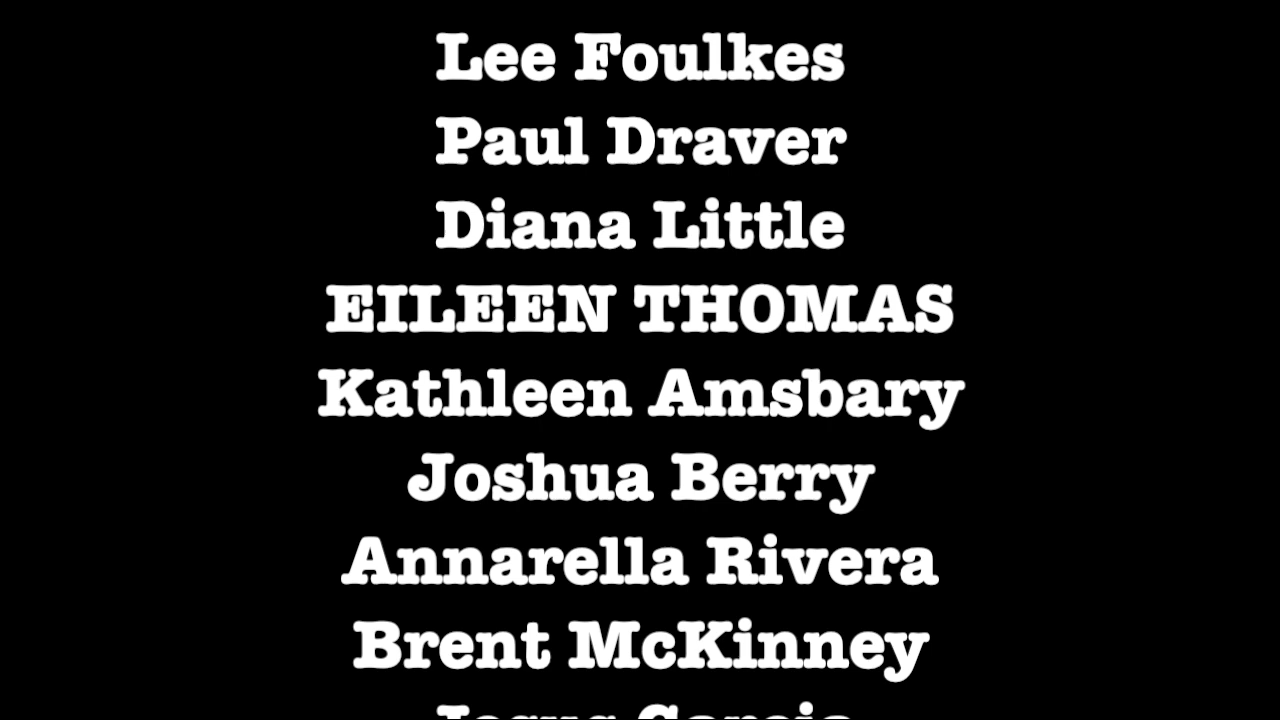 Lee Foulkes
Paul Draver
Diana Little
EILEEN THOMAS
Kathleen Amsbary
Joshua Berry
Annarella Rivera
Brent McKinney